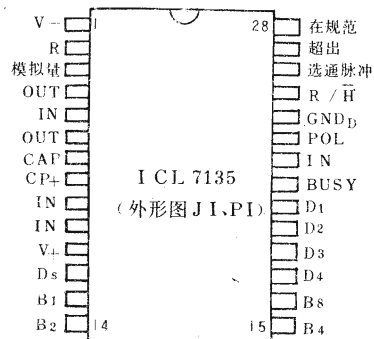 V− 1 28 在规范
R 超出
模拟量 选通脉冲
OUT R / H̅
IN GND_D
OUT POL
CAP IN
CP+ BUSY
ICL 7135
(外形图JI、PI)
IN D1
IN D2
V+ D3
Ds D4
B1 B8
B2 14 15 B4